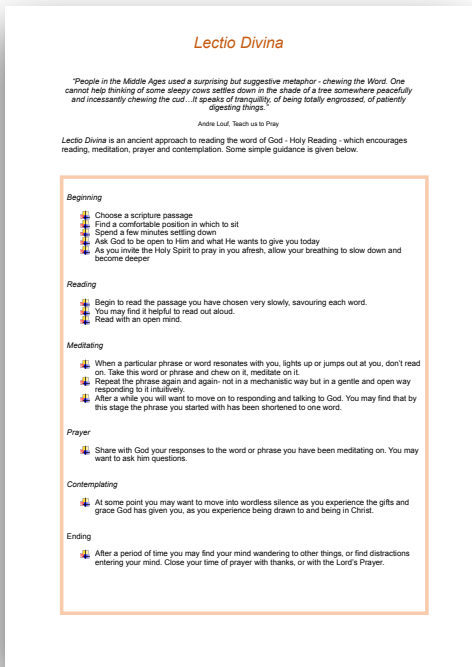 Lectio Divina
“People in the Middle Ages used a surprising but suggestive metaphor - chewing the Word. One
cannot help thinking of some sleepy cows settles down in the shade of a tree somewhere peacefully
and incessantly chewing the cud…It speaks of tranquillity, of being totally engrossed, of patiently
digesting things.”
Andre Louf, Teach us to Pray
Lectio Divina is an ancient approach to reading the word of God - Holy Reading - which encourages
reading, meditation, prayer and contemplation. Some simple guidance is given below.
Beginning
Choose a scripture passage
Find a comfortable position in which to sit
Spend a few minutes settling down
Ask God to be open to Him and what He wants to give you today
As you invite the Holy Spirit to pray in you afresh, allow your breathing to slow down and
become deeper
Reading
Begin to read the passage you have chosen very slowly, savouring each word.
You may find it helpful to read out aloud.
Read with an open mind.
Meditating
When a particular phrase or word resonates with you, lights up or jumps out at you, don’t read
on. Take this word or phrase and chew on it, meditate on it.
Repeat the phrase again and again- not in a mechanistic way but in a gentle and open way
responding to it intuitively.
After a while you will want to move on to responding and talking to God. You may find that by
this stage the phrase you started with has been shortened to one word.
Prayer
Share with God your responses to the word or phrase you have been meditating on. You may
want to ask him questions.
Contemplating
At some point you may want to move into wordless silence as you experience the gifts and
grace God has given you, as you experience being drawn to and being in Christ.
Ending
After a period of time you may find your mind wandering to other things, or find distractions
entering your mind. Close your time of prayer with thanks, or with the Lord’s Prayer.